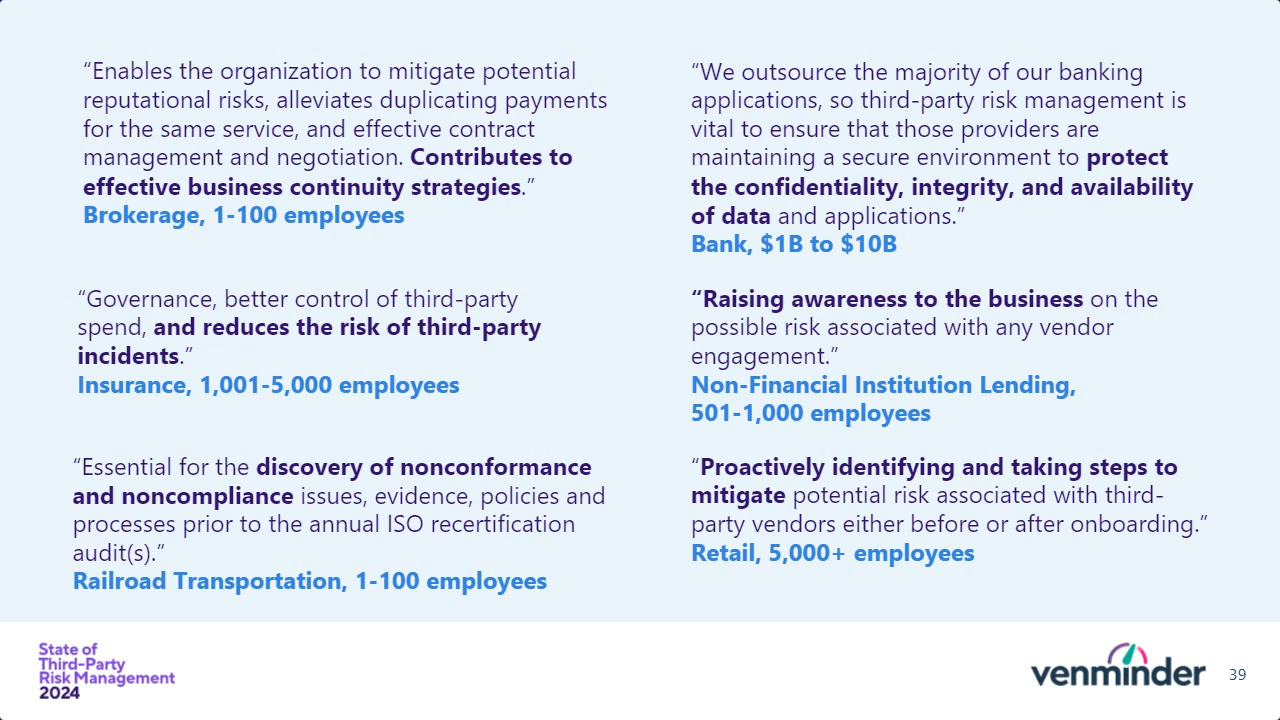 “Enables the organization to mitigate potential
reputational risks, alleviates duplicating payments
for the same service, and effective contract
management and negotiation. Contributes to
effective business continuity strategies.”
Brokerage, 1-100 employees
“We outsource the majority of our banking
applications, so third-party risk management is
vital to ensure that those providers are
maintaining a secure environment to protect
the confidentiality, integrity, and availability
of data and applications.”
Bank, $1B to $10B
“Governance, better control of third-party
spend, and reduces the risk of third-party
incidents.”
Insurance, 1,001-5,000 employees
“Raising awareness to the business on the
possible risk associated with any vendor
engagement.”
Non-Financial Institution Lending,
501-1,000 employees
“Essential for the discovery of nonconformance
and noncompliance issues, evidence, policies and
processes prior to the annual ISO recertification
audit(s).”
Railroad Transportation, 1-100 employees
“Proactively identifying and taking steps to
mitigate potential risk associated with third-
party vendors either before or after onboarding.”
Retail, 5,000+ employees
State of
Third-Party
Risk Management
2024
venminder
39